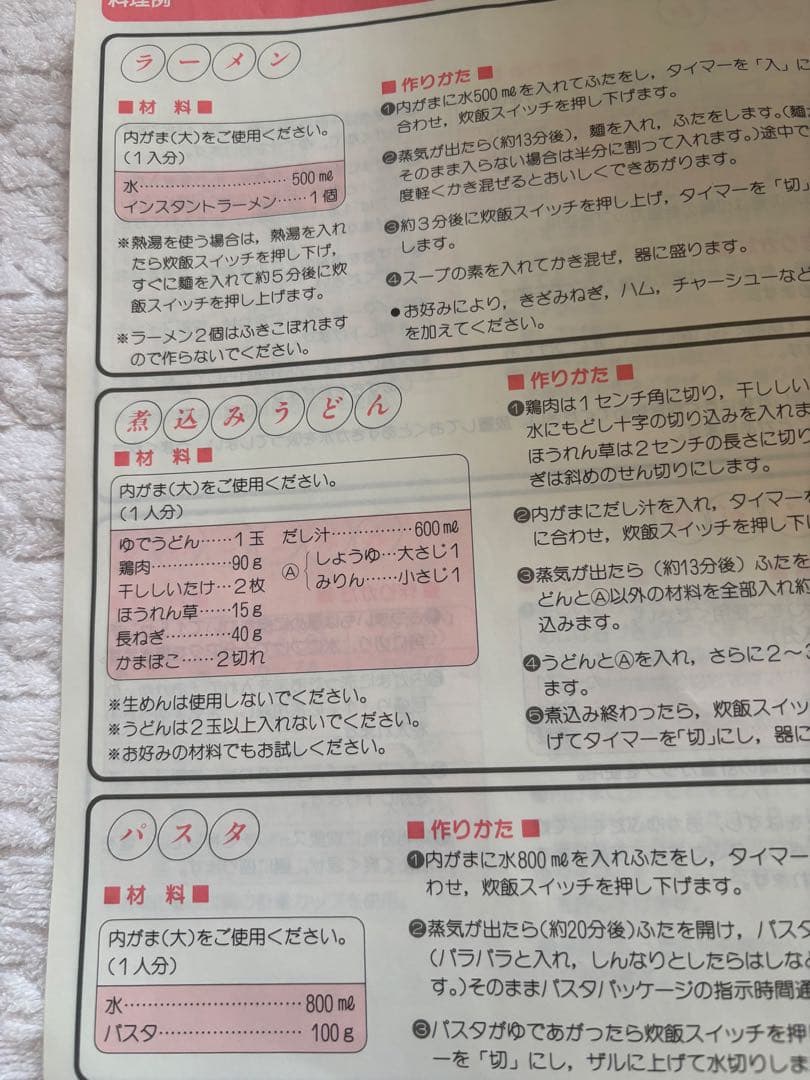 料理例
ラーメン
■材 料■
内がま(大)をご使用ください。
(1人分)
水……………………… 500㎖
インスタントラーメン……1個
※熱湯を使う場合は，熱湯を入れ
たら炊飯スイッチを押し下げ，
すぐに麺を入れて約5分後に炊
飯スイッチを押し上げます。
※ラーメン2個はふきこぼれます
ので作らないでください。
■作りかた■
❶内がまに水500㎖を入れてふたをし，タイマーを「入」に
合わせ，炊飯スイッチを押し下げます。
❷蒸気が出たら(約13分後)，麺を入れ，ふたをします。(麺
そのまま入らない場合は半分に割って入れます。)途中で
度軽くかき混ぜるとおいしくできあがります。
❸約3分後に炊飯スイッチを押し上げ，タイマーを「切」
します。
❹スープの素を入れてかき混ぜ，器に盛ります。
●お好みにより，きざみねぎ，ハム，チャーシューなど
を加えてください。
煮込みうどん
■材 料■
内がま(大)をご使用ください。
(1人分)
ゆでうどん……1玉 だし汁……………600㎖
鶏肉…………90g Ⓐ しょうゆ…大さじ1
干ししいたけ…2枚 みりん……小さじ1
ほうれん草……15g
長ねぎ…………40g
かまぼこ……2切れ
※生めんは使用しないでください。
※うどんは2玉以上入れないでください。
※お好みの材料でもお試しください。
■作りかた■
❶鶏肉は1センチ角に切り，干ししい
水にもどし十字の切り込みを入れま
ほうれん草は2センチの長さに切り
ぎは斜めのせん切りにします。
❷内がまにだし汁を入れ，タイマ
に合わせ，炊飯スイッチを押し下
❸蒸気が出たら(約13分後)ふたを
どんとⒶ以外の材料を全部入れ約
込みます。
❹うどんとⒶを入れ，さらに2〜3
ます。
❺煮込み終わったら，炊飯スイッ
げてタイマーを「切」にし，器に
パスタ
■材 料■
内がま(大)をご使用ください。
(1人分)
水……………………… 800㎖
パスタ………………… 100g
■作りかた■
❶内がまに水800㎖を入れふたをし，タイマー
わせ，炊飯スイッチを押し下げます。
❷蒸気が出たら(約20分後)ふたを開け，パスタ
(パラパラと入れ，しんなりとしたらはしな
す。)そのままパスタパッケージの指示時間
❸パスタがゆであがったら炊飯スイッチを押
ーを「切」にし，ザルに上げて水切りしま